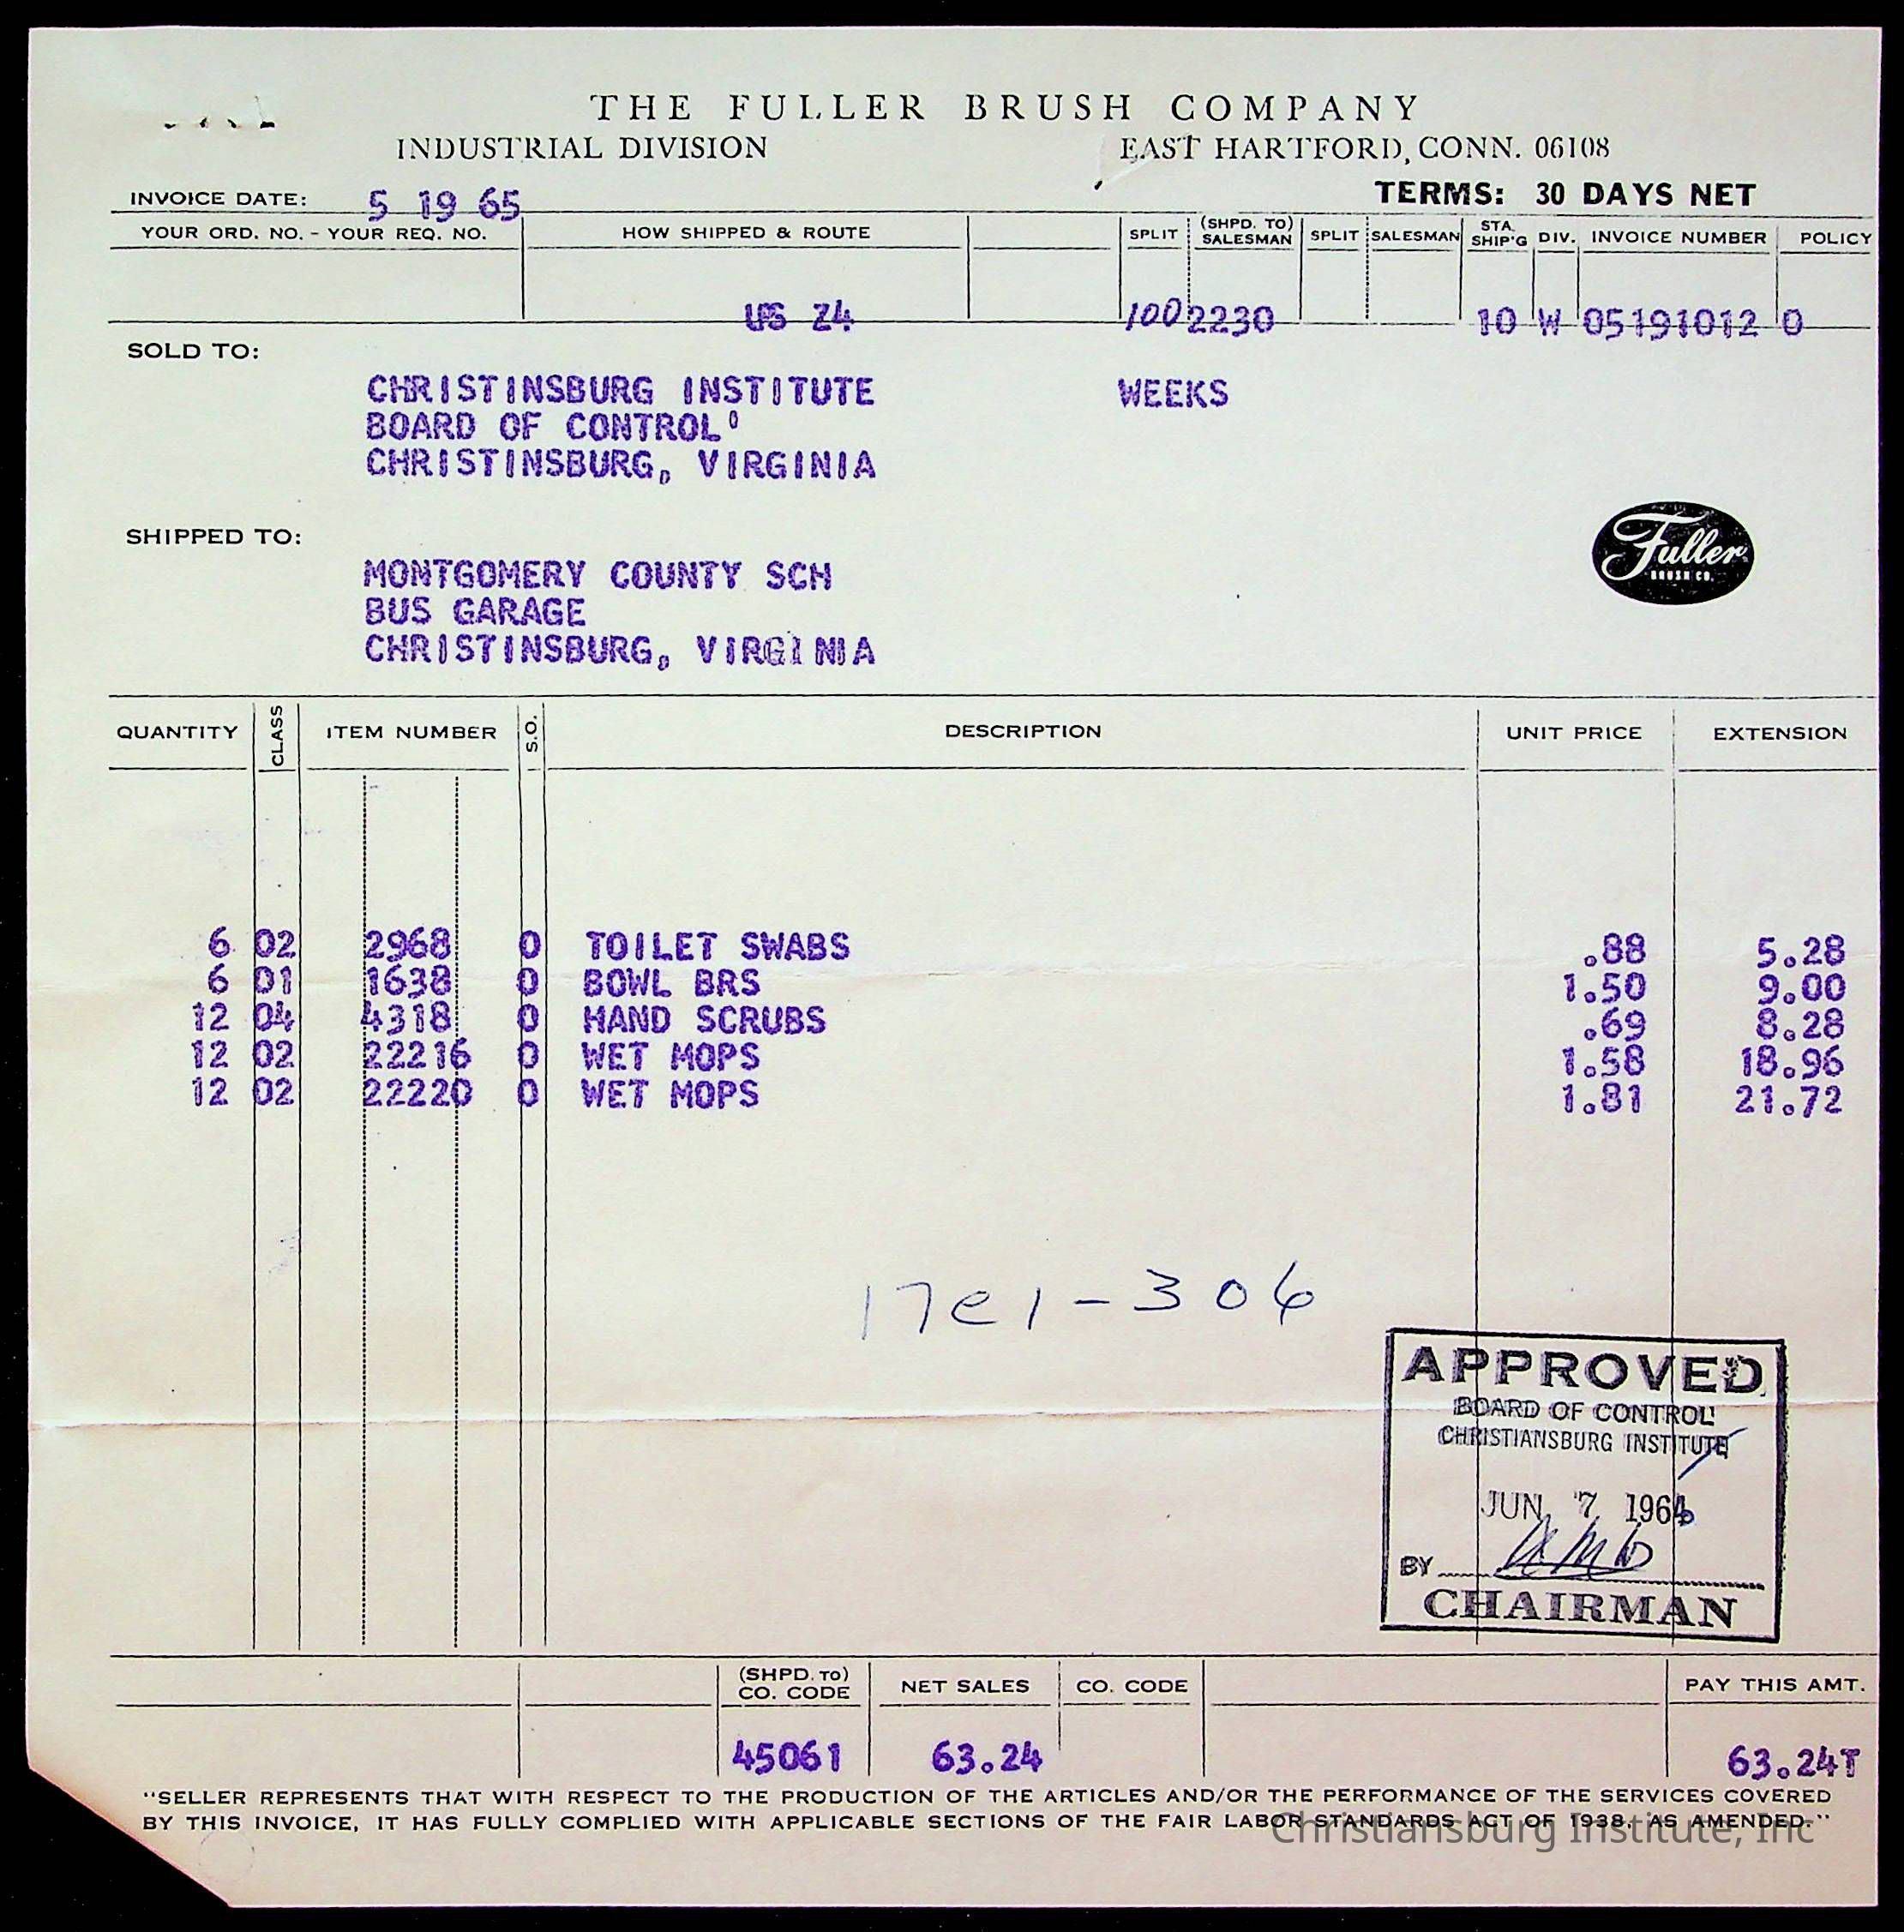 THE FULLER BRUSH COMPANY
INDUSTRIAL DIVISION EAST HARTFORD, CONN. 06108
INVOICE DATE: 5 19 65 TERMS: 30 DAYS NET
YOUR ORD. NO. - YOUR REQ. NO. HOW SHIPPED & ROUTE SPLIT (SHPD. TO) SALESMAN SPLIT SALESMAN STA. SHIP'G DIV. INVOICE NUMBER POLICY
UPS Z4 100 2230 10 W 05191012 0
SOLD TO:
CHRISTINSBURG INSTITUTE WEEKS
BOARD OF CONTROL'
CHRISTINSBURG, VIRGINIA
Fuller
BRUSH CO.
SHIPPED TO:
MONTGOMERY COUNTY SCH
BUS GARAGE
CHRISTINSBURG, VIRGINIA
QUANTITY CLASS ITEM NUMBER S.O. DESCRIPTION UNIT PRICE EXTENSION
6 02 2968 0 TOILET SWABS .88 5.28
6 01 1638 0 BOWL BRS 1.50 9.00
12 04 4318 0 HAND SCRUBS .69 8.28
12 02 22216 0 WET MOPS 1.58 18.96
12 02 22220 0 WET MOPS 1.81 21.72
17e1-306
APPROVED
BOARD OF CONTROL
CHRISTIANSBURG INSTITUTE
JUN 7 1965
BY
CHAIRMAN
(SHPD. TO) CO. CODE NET SALES CO. CODE PAY THIS AMT.
45061 63.24 63.24T
"SELLER REPRESENTS THAT WITH RESPECT TO THE PRODUCTION OF THE ARTICLES AND/OR THE PERFORMANCE OF THE SERVICES COVERED
BY THIS INVOICE, IT HAS FULLY COMPLIED WITH APPLICABLE SECTIONS OF THE FAIR LABOR STANDARDS ACT OF 1938, AS AMENDED."
Christiansburg Institute, Inc